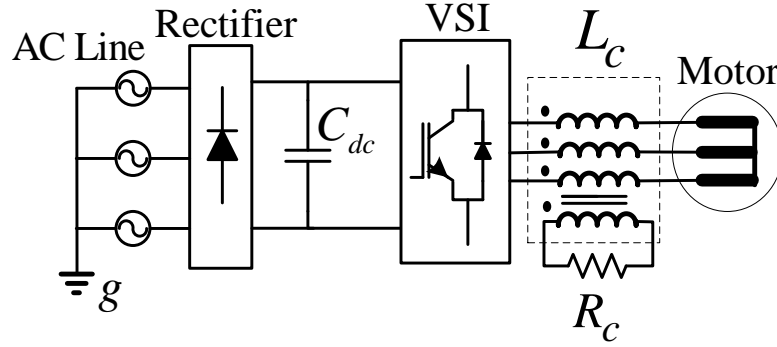 Rectifier
VSI
AC Line
L_c
Motor
C_dc
g
R_c